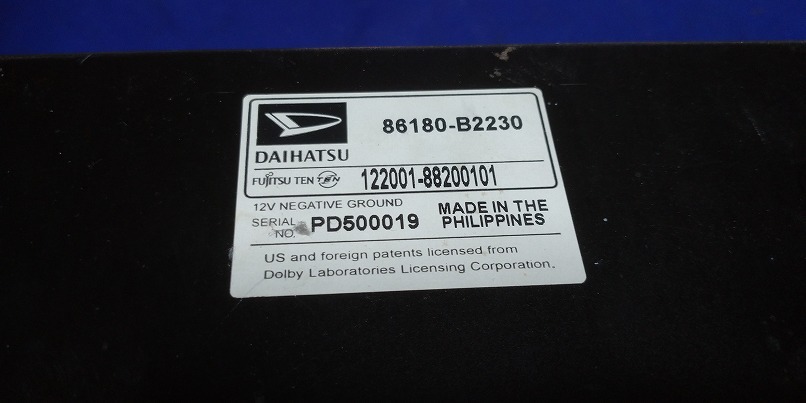 86180-B2230
DAIHATSU
FUJITSU TEN TEN 122001-88200101
12V NEGATIVE GROUND
SERIAL NO. PD500019 MADE IN THE PHILIPPINES
US and foreign patents licensed from
Dolby Laboratories Licensing Corporation.